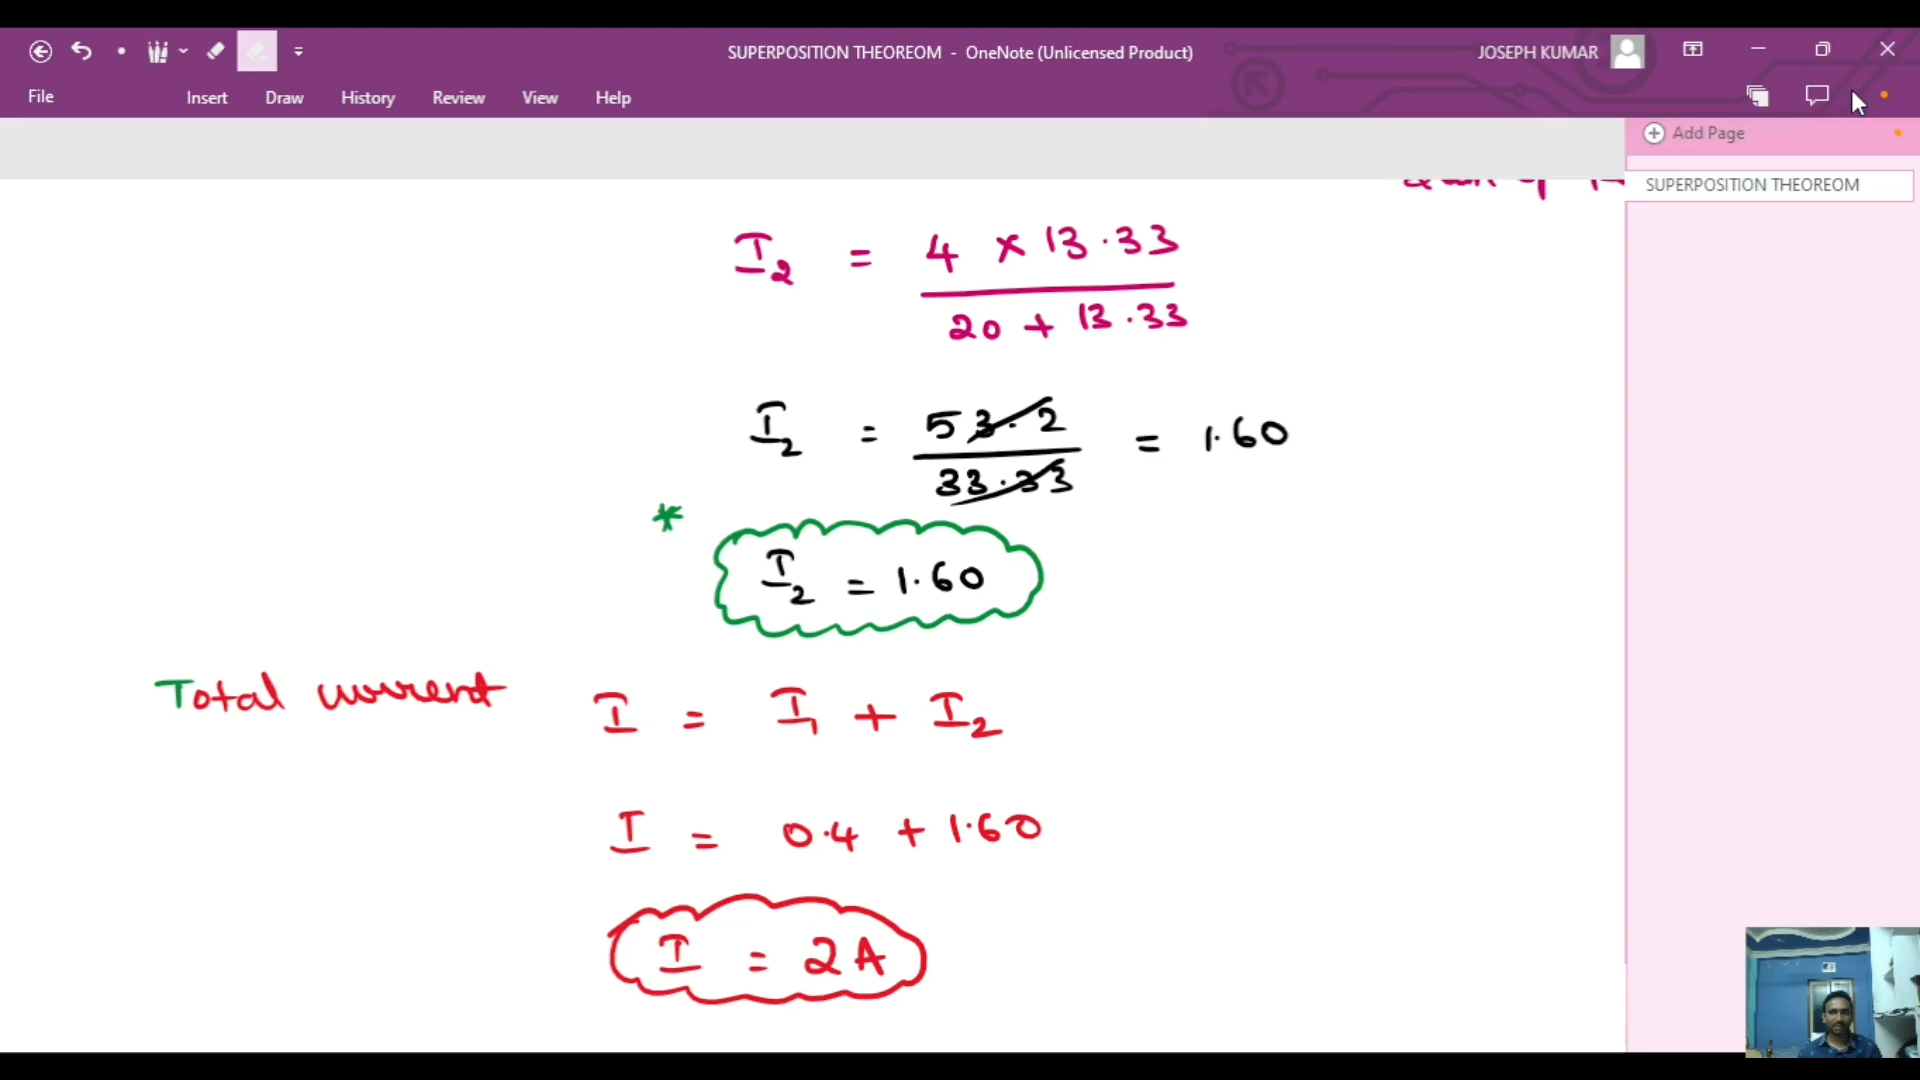 SUPERPOSITION THEOREOM - OneNote (Unlicensed Product)
JOSEPH KUMAR
File Insert Draw History Review View Help
Add Page
SUPERPOSITION THEOREOM
I2 = 4 × 13.33
20 + 13.33
I2 = 53.2 = 1.60
33.33
*
I2 = 1.60
Total current I = I1 + I2
I = 0.4 + 1.60
I = 2A